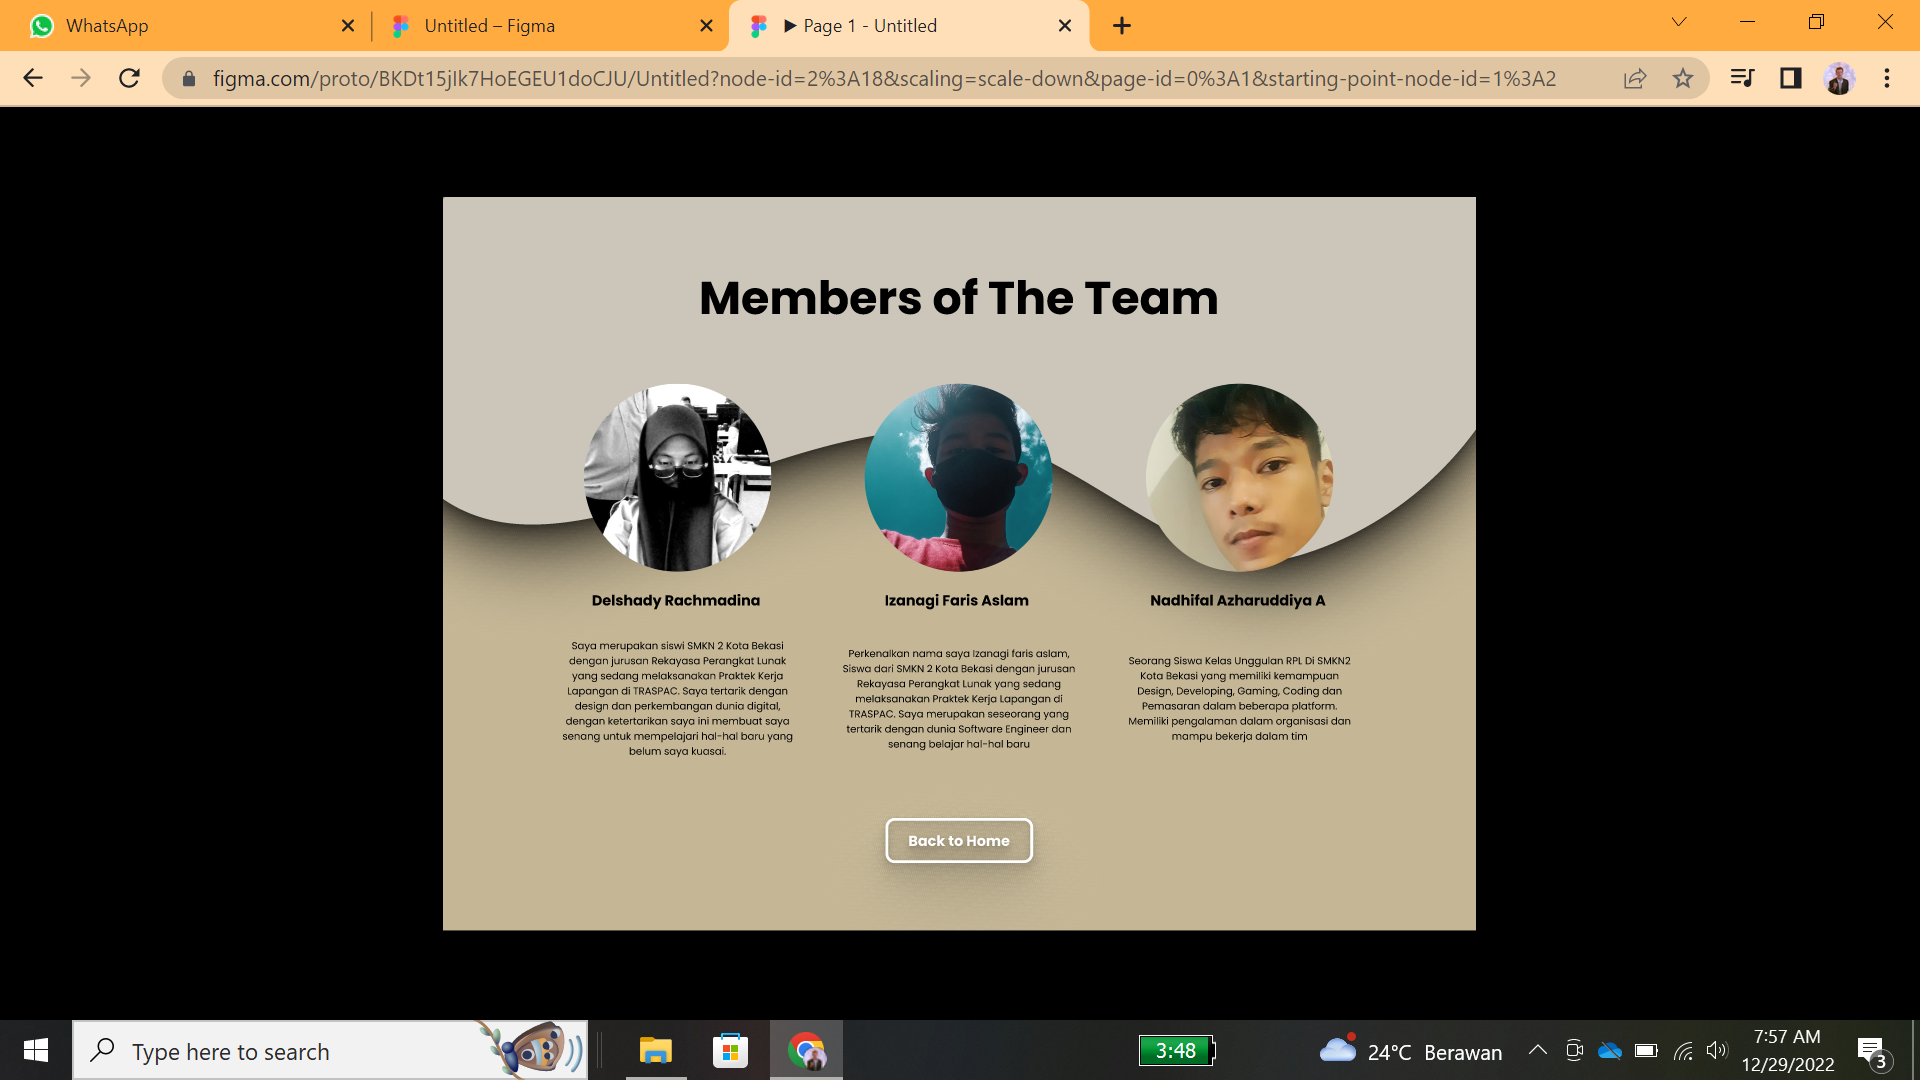 WhatsApp
Untitled – Figma
Page 1 - Untitled
figma.com/proto/BKDt15jIk7HoEGEU1doCJU/Untitled?node-id=2%3A18&scaling=scale-down&page-id=0%3A1&starting-point-node-id=1%3A2
Members of The Team
Delshady Rachmadina
Saya merupakan siswi SMKN 2 Kota Bekasi
dengan jurusan Rekayasa Perangkat Lunak
yang sedang melaksanakan Praktek Kerja
Lapangan di TRASPAC. Saya tertarik dengan
design dan perkembangan dunia digital,
dengan ketertarikan saya ini membuat saya
senang untuk mempelajari hal-hal baru yang
belum saya kuasai.
Izanagi Faris Aslam
Perkenalkan nama saya Izanagi faris aslam,
Siswa dari SMKN 2 Kota Bekasi dengan jurusan
Rekayasa Perangkat Lunak yang sedang
melaksanakan Praktek Kerja Lapangan di
TRASPAC. Saya merupakan seseorang yang
tertarik dengan dunia Software Engineer dan
senang belajar hal-hal baru
Nadhifal Azharuddiya A
Seorang Siswa Kelas Unggulan RPL Di SMKN2
Kota Bekasi yang memiliki kemampuan
Design, Developing, Gaming, Coding dan
Pemasaran dalam beberapa platform.
Memiliki pengalaman dalam organisasi dan
mampu bekerja dalam tim
Back to Home
Type here to search
3:48
24°C Berawan
7:57 AM
12/29/2022
3